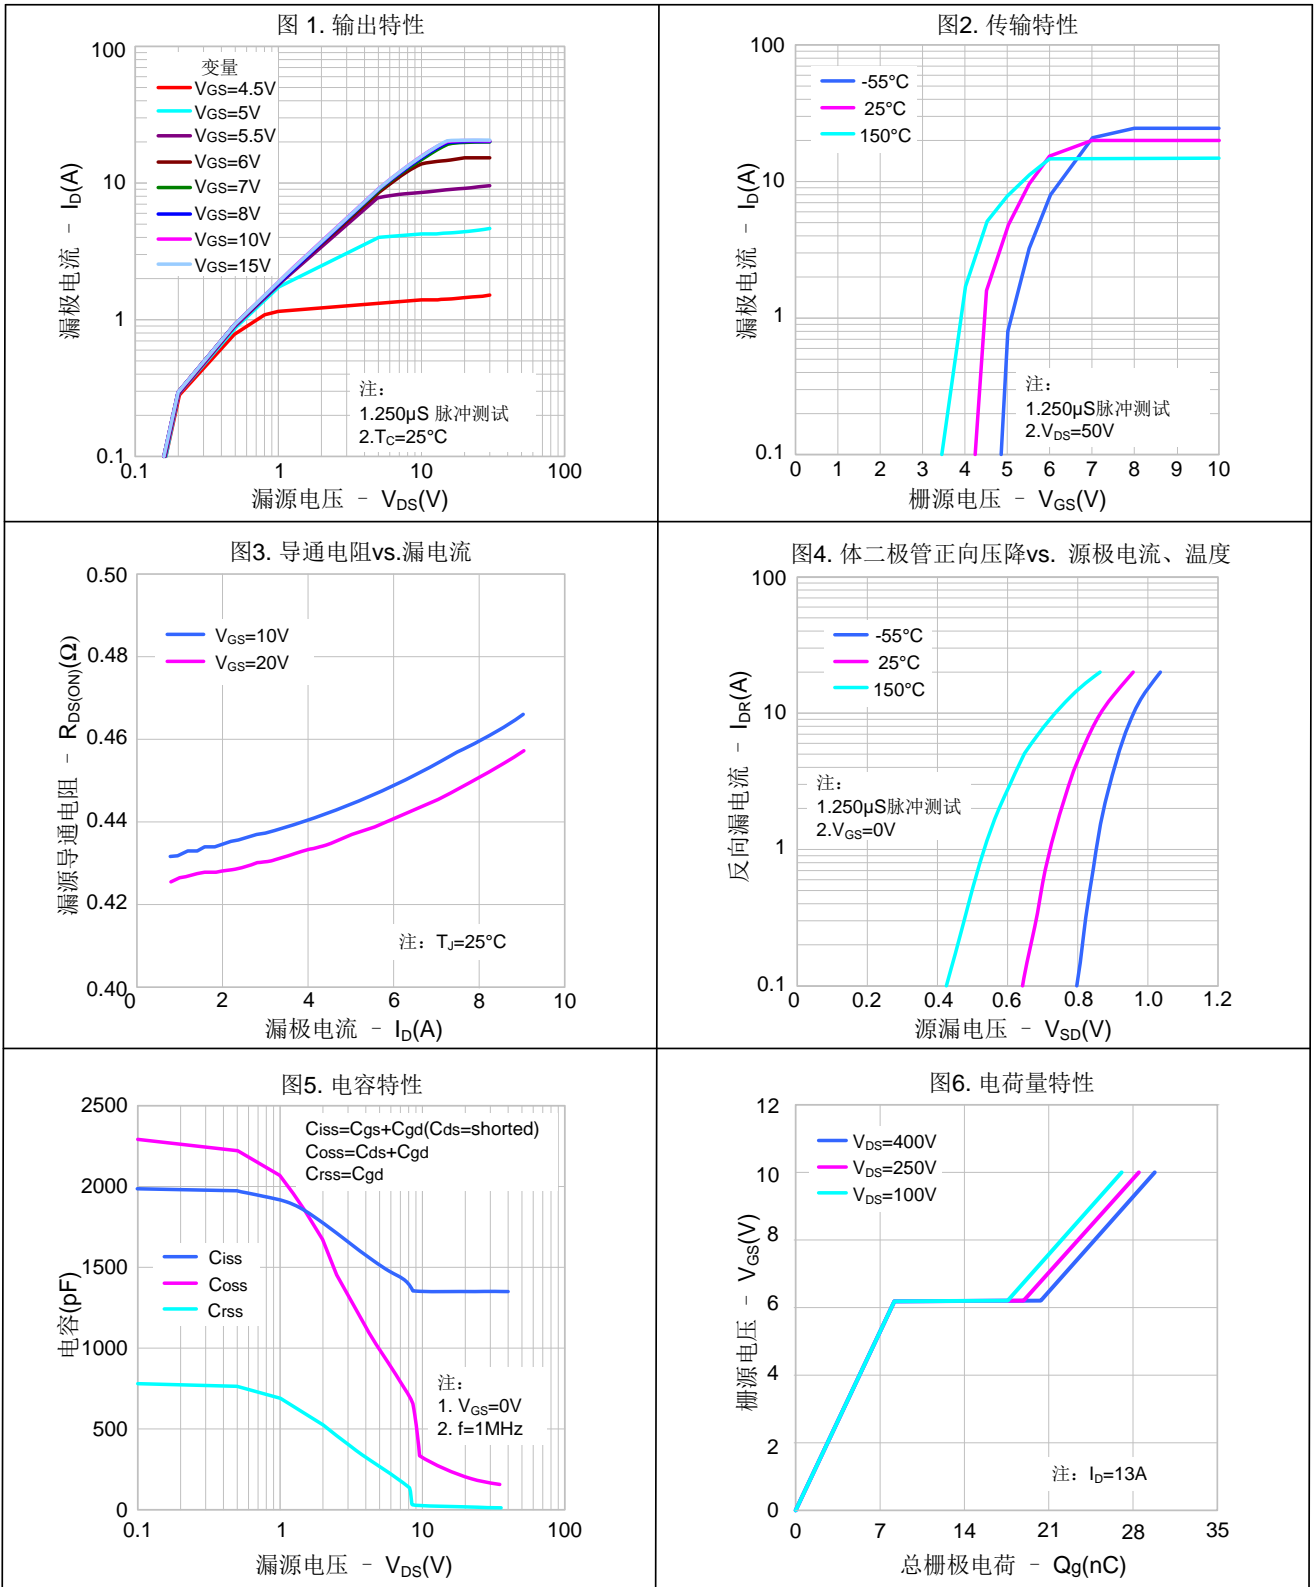 图 1. 输出特性
100
10
1
0.1
0.1
1
10
100
漏极电流 - ID(A)
漏源电压 - VDS(V)
变量
VGS=4.5V
VGS=5V
VGS=5.5V
VGS=6V
VGS=7V
VGS=8V
VGS=10V
VGS=15V
注：
1.250μS 脉冲测试
2.TC=25°C
图2. 传输特性
100
10
1
0.1
0 1 2 3 4 5 6 7 8 9 10
漏极电流 - ID(A)
栅源电压 - VGS(V)
-55°C
25°C
150°C
注：
1.250μS脉冲测试
2.VDS=50V
图3. 导通电阻vs.漏电流
0.50
0.48
0.46
0.44
0.42
0.40
0 2 4 6 8 10
漏源导通电阻 - RDS(ON)(Ω)
漏极电流 - ID(A)
VGS=10V
VGS=20V
注：TJ=25°C
图4. 体二极管正向压降vs. 源极电流、温度
100
10
1
0.1
0 0.2 0.4 0.6 0.8 1.0 1.2
反向漏电流 - IDR(A)
源漏电压 - VSD(V)
-55°C
25°C
150°C
注：
1.250μS脉冲测试
2.VGS=0V
图5. 电容特性
2500
2000
1500
1000
500
0
0.1 1 10 100
电容(pF)
漏源电压 - VDS(V)
Ciss=Cgs+Cgd(Cds=shorted)
Coss=Cds+Cgd
Crss=Cgd
Ciss
Coss
Crss
注：
1. VGS=0V
2. f=1MHz
图6. 电荷量特性
12
10
8
6
4
2
0
0 7 14 21 28 35
栅源电压 - VGS(V)
总栅极电荷 - Qg(nC)
VDS=400V
VDS=250V
VDS=100V
注：ID=13A